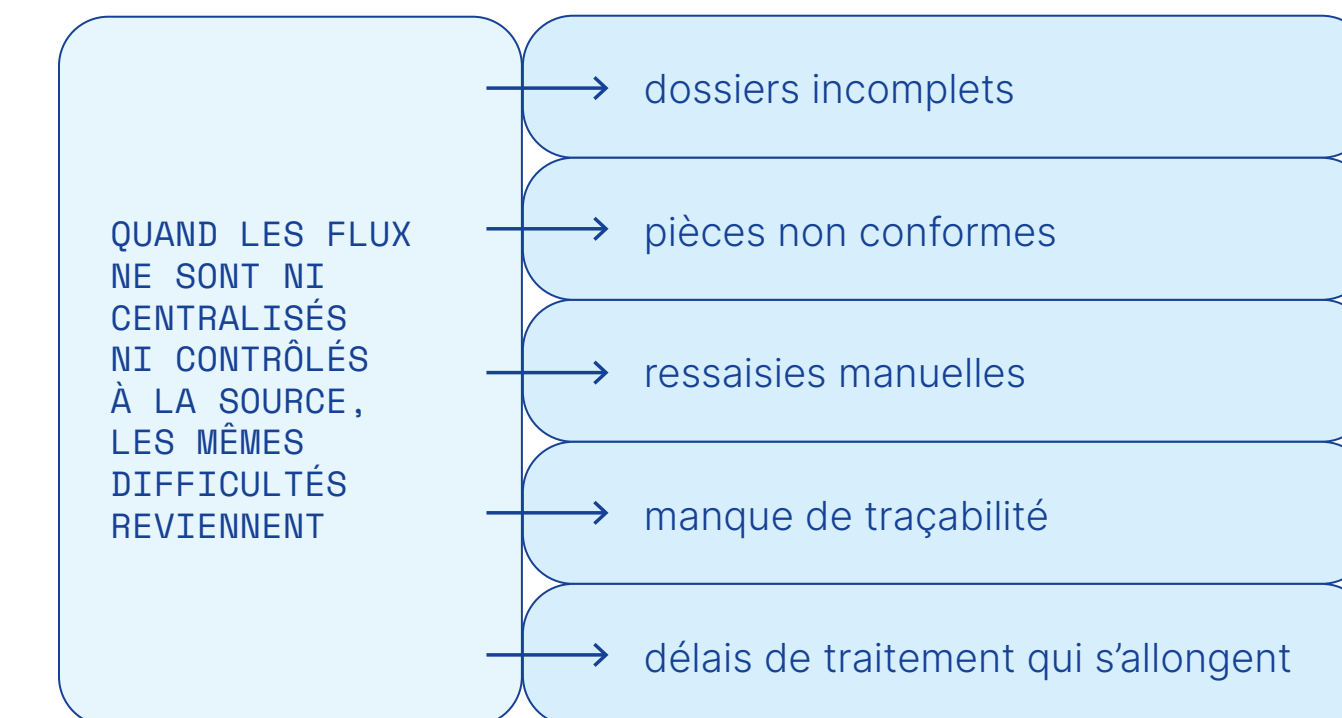 QUAND LES FLUX
NE SONT NI
CENTRALISÉS
NI CONTRÔLÉS
À LA SOURCE,
LES MÊMES
DIFFICULTÉS
REVIENNENT
dossiers incomplets
pièces non conformes
ressaisies manuelles
manque de traçabilité
délais de traitement qui s’allongent